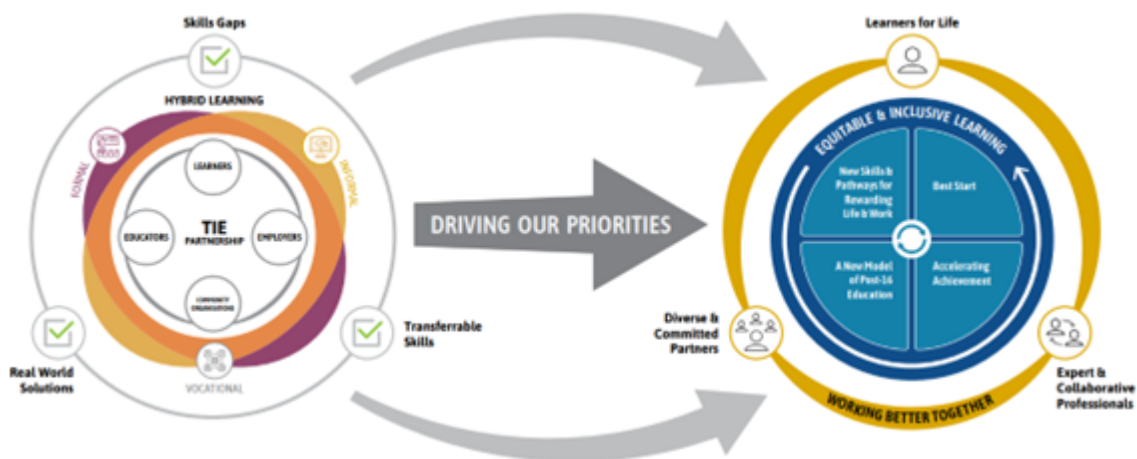 Skills Gaps
HYBRID LEARNING
FORMAL
INFORMAL
LEARNERS
TIE
PARTNERSHIP
EDUCATORS
EMPLOYERS
COMMUNITY
ORGANISATIONS
VOCATIONAL
Real World
Solutions
Transferrable
Skills
DRIVING OUR PRIORITIES
Learners for Life
EQUITABLE & INCLUSIVE LEARNING
New Skills &
Pathways for
Rewarding
Life & Work
Best Start
A New Model
of Post-16
Education
Accelerating
Achievement
Diverse &
Committed
Partners
Expert &
Collaborative
Professionals
WORKING BETTER TOGETHER